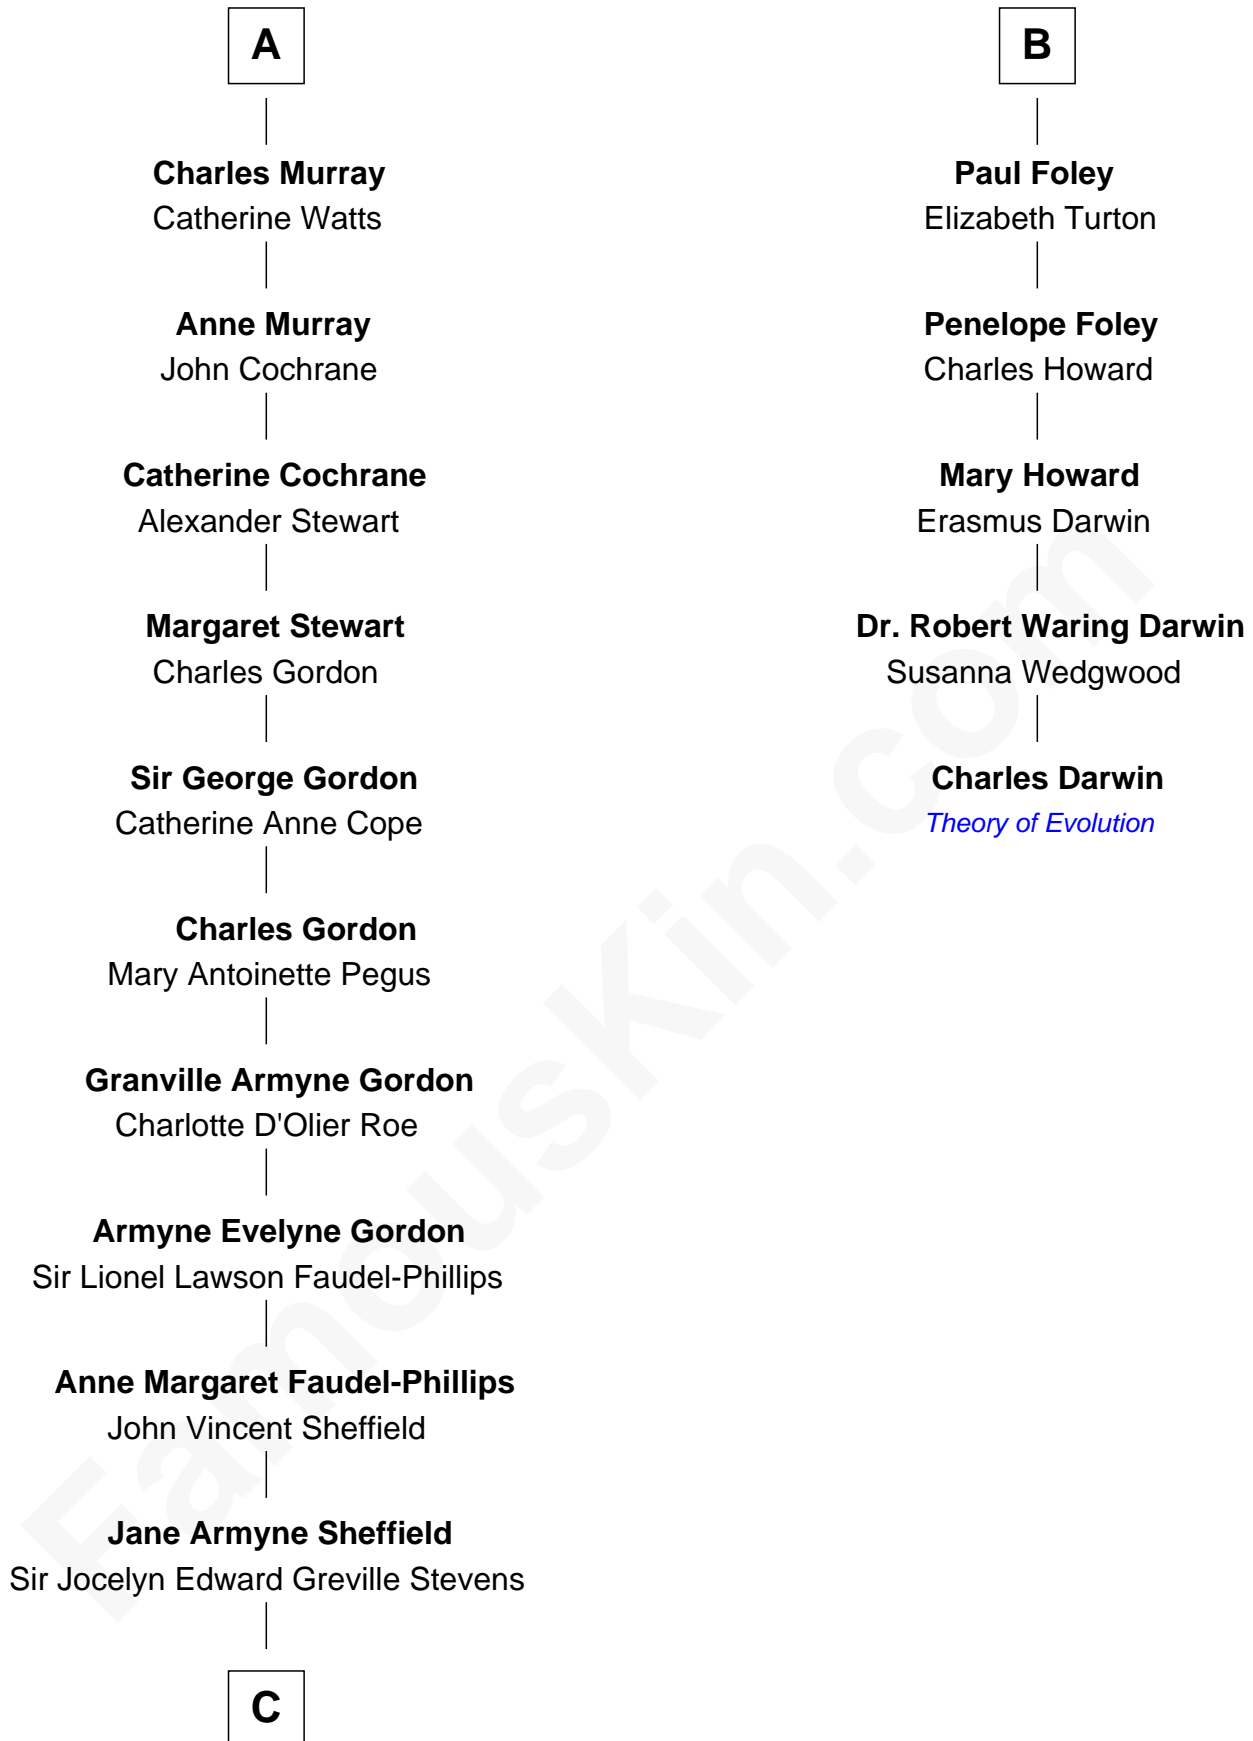 A
Charles Murray
Catherine Watts
Anne Murray
John Cochrane
Catherine Cochrane
Alexander Stewart
Margaret Stewart
Charles Gordon
Sir George Gordon
Catherine Anne Cope
Charles Gordon
Mary Antoinette Pegus
Granville Armyne Gordon
Charlotte D'Olier Roe
Armyne Evelyne Gordon
Sir Lionel Lawson Faudel-Phillips
Anne Margaret Faudel-Phillips
John Vincent Sheffield
Jane Armyne Sheffield
Sir Jocelyn Edward Greville Stevens
C
B
Paul Foley
Elizabeth Turton
Penelope Foley
Charles Howard
Mary Howard
Erasmus Darwin
Dr. Robert Waring Darwin
Susanna Wedgwood
Charles Darwin
Theory of Evolution
FamousKin.com